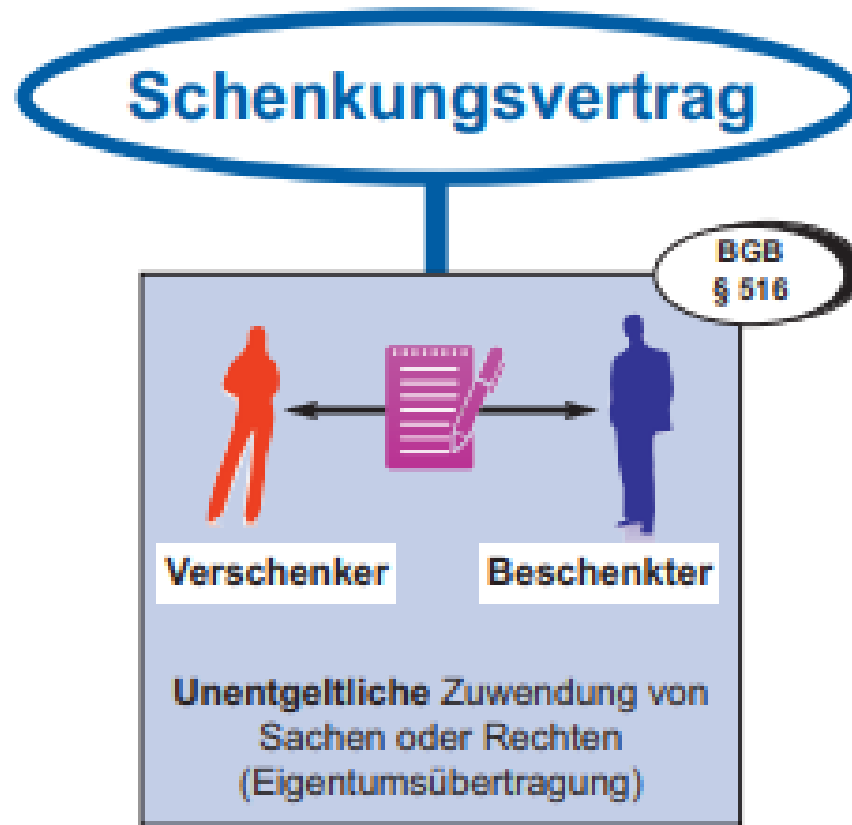 Schenkungsvertrag
BGB
§ 516
Verschenker
Beschenkter
Unentgeltliche Zuwendung von
Sachen oder Rechten
(Eigentumsübertragung)